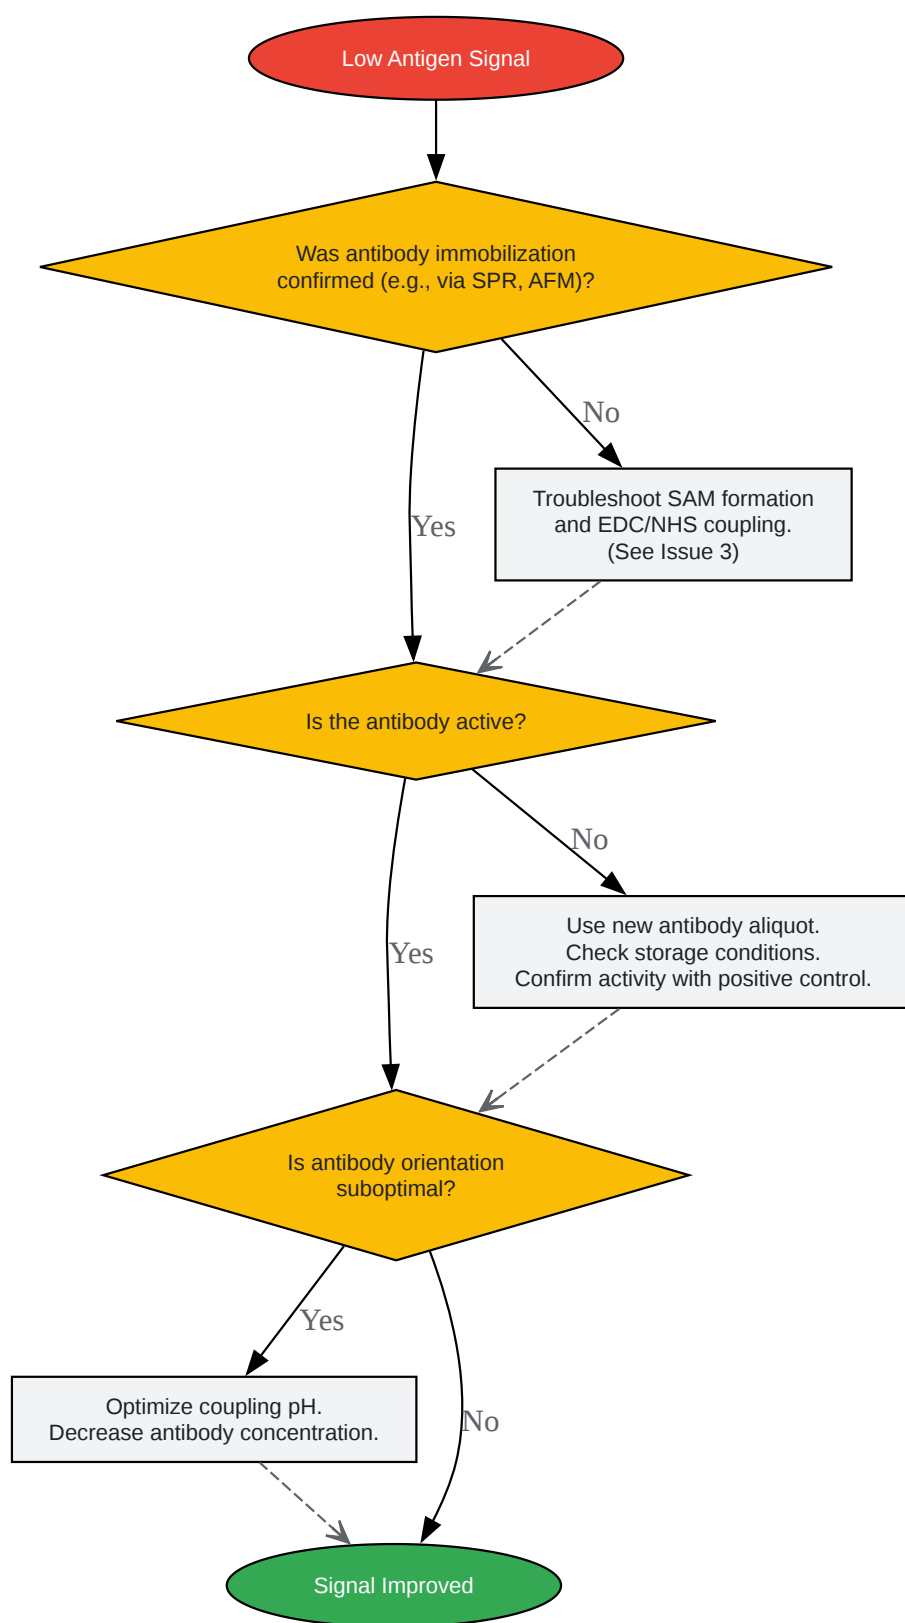 Low Antigen Signal
Was antibody immobilization
confirmed (e.g., via SPR, AFM)?
No
Troubleshoot SAM formation
and EDC/NHS coupling.
(See Issue 3)
Yes
Is the antibody active?
No
Use new antibody aliquot.
Check storage conditions.
Confirm activity with positive control.
Yes
Is antibody orientation
suboptimal?
Yes
Optimize coupling pH.
Decrease antibody concentration.
No
Signal Improved